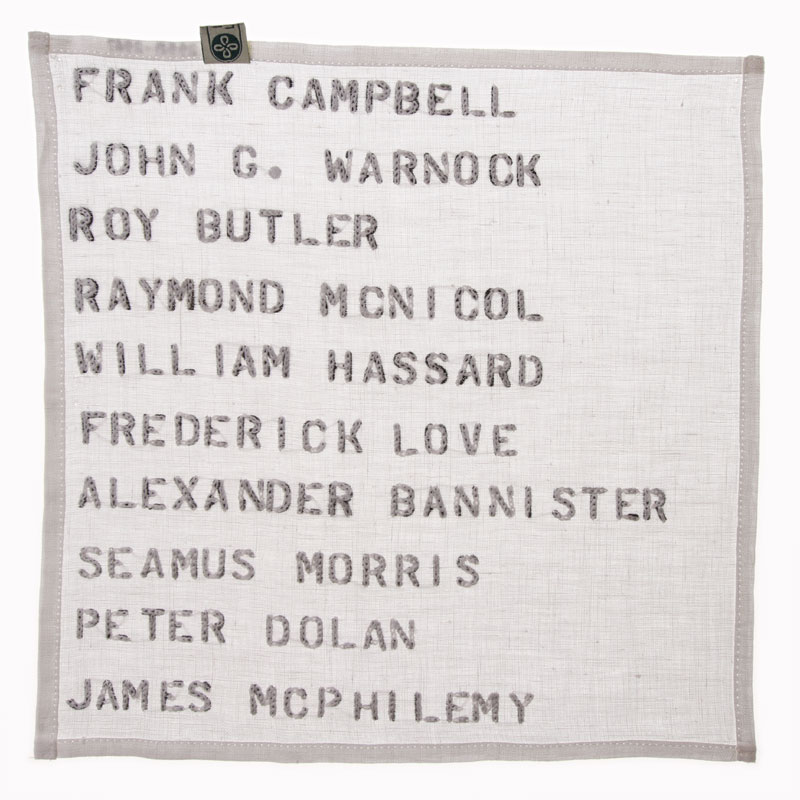 FRANK CAMPBELL
JOHN G. WARNOCK
ROY BUTLER
RAYMOND MCNICOL
WILLIAM HASSARD
FREDERICK LOVE
ALEXANDER BANNISTER
SEAMUS MORRIS
PETER DOLAN
JAMES MCPHILEMY